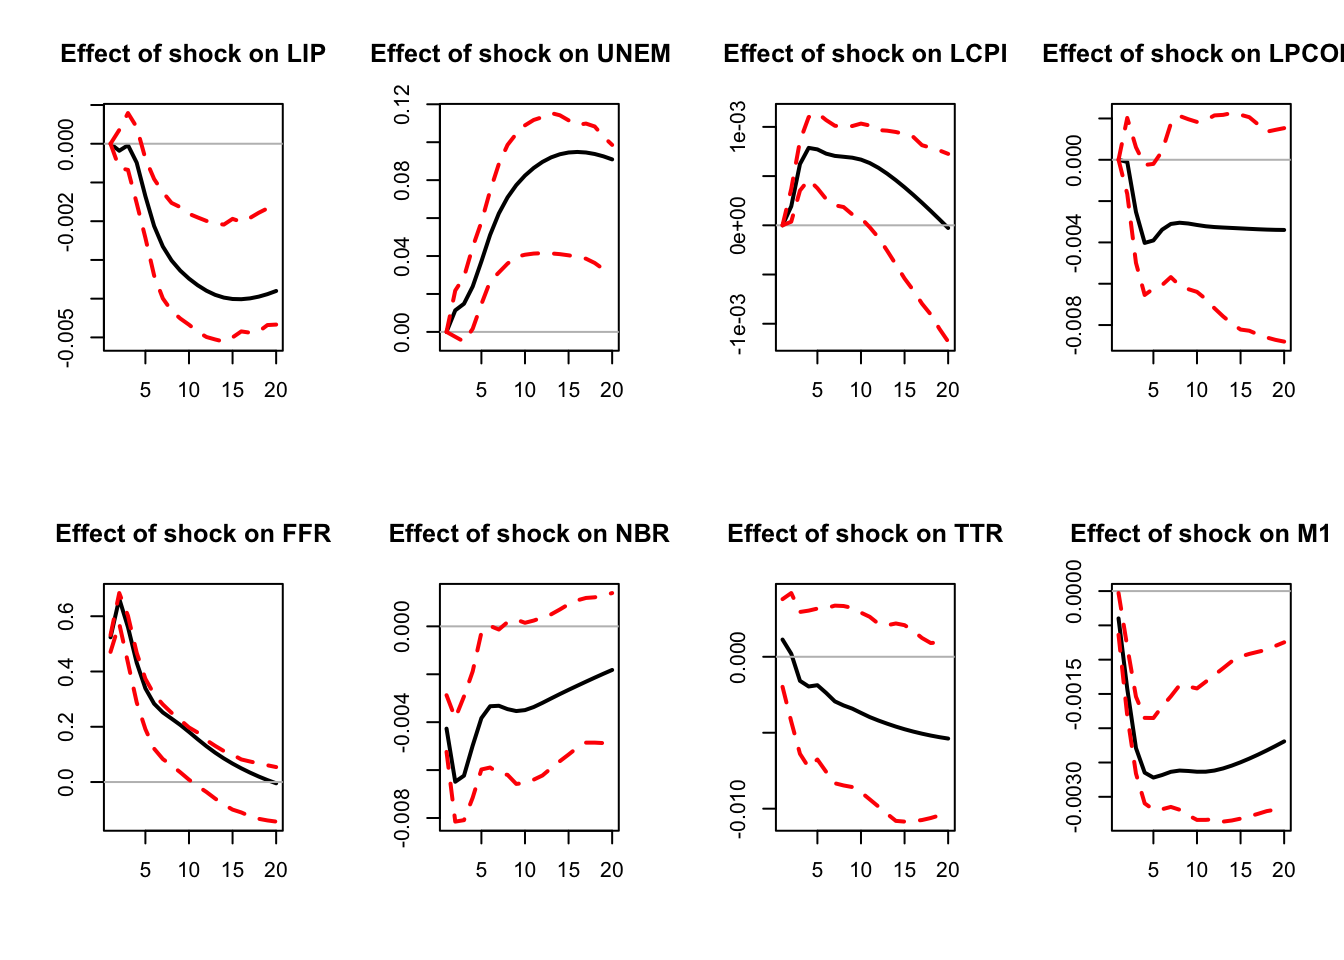 Effect of shock on LIP
0.000
-0.002
-0.005
5 10 15 20
Effect of shock on UNEM
0.12
0.08
0.04
0.00
5 10 15 20
Effect of shock on LCPI
1e-03
0e+00
-1e-03
5 10 15 20
Effect of shock on LPCO
0.000
-0.004
-0.008
5 10 15 20
Effect of shock on FFR
0.6
0.4
0.2
0.0
5 10 15 20
Effect of shock on NBR
0.000
-0.004
-0.008
5 10 15 20
Effect of shock on TTR
0.000
-0.010
5 10 15 20
Effect of shock on M1
0.0000
-0.0015
-0.0030
5 10 15 20